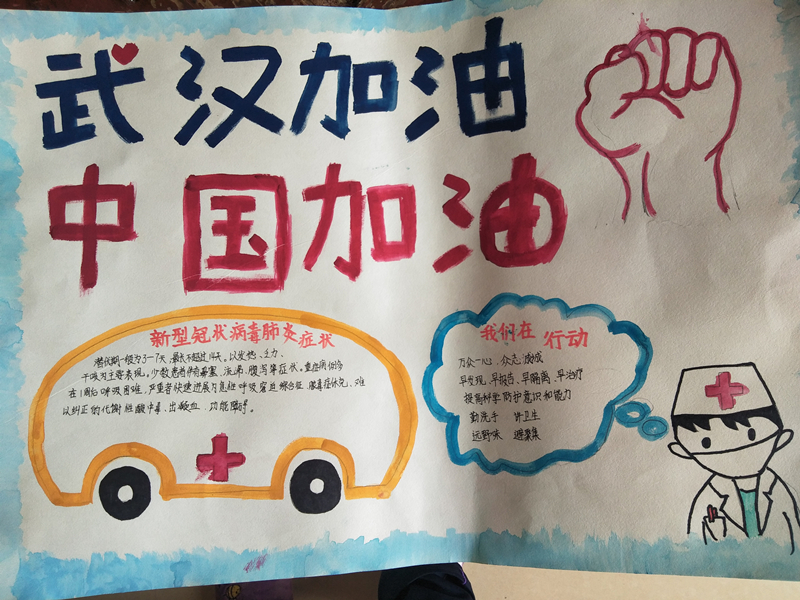 武汉加油
中国加油
新型冠状病毒肺炎症状
潜伏期一般为3-7天,最长不超过14天。以发热、乏力、
干咳为主要表现。少数患者伴有鼻塞、流涕、腹泻等症状。重症病例多
在1周后呼吸困难,严重者快速进展为急性呼吸窘迫综合征、脓毒症休克、难
以纠正的代谢性酸中毒、出凝血、功能障碍。
我们在行动
万众一心、众志成城
早发现、早报告、早隔离、早治疗
提高科学防护意识和能力
勤洗手 讲卫生
远野味 避聚集